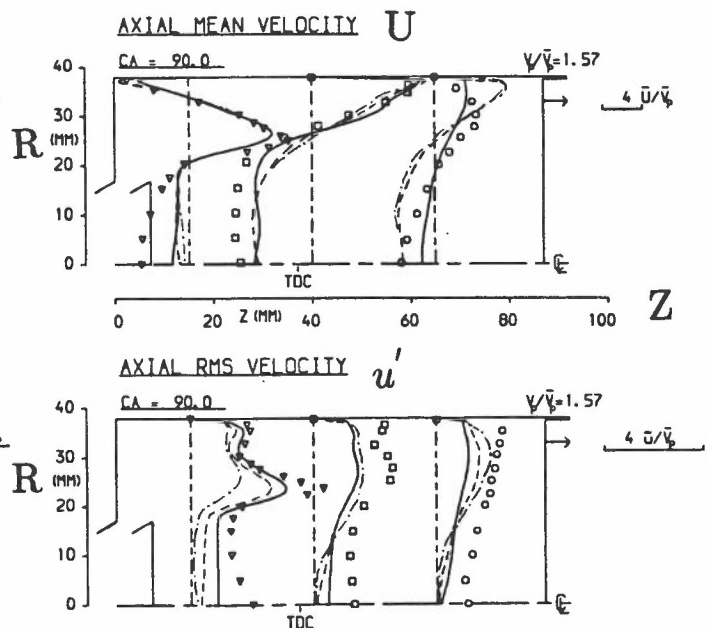 AXIAL MEAN VELOCITY U
CA = 90.0
Vp/V̄p=1.57
4 Ū/V̄p
R (MM)
40
30
20
10
0
TDC
℄
0 20 40 60 80 100
Z (MM)
Z
AXIAL RMS VELOCITY u'
CA = 90.0
Vp/V̄p=1.57
4 ū/V̄p
R (MM)
40
30
20
10
0
TDC
℄